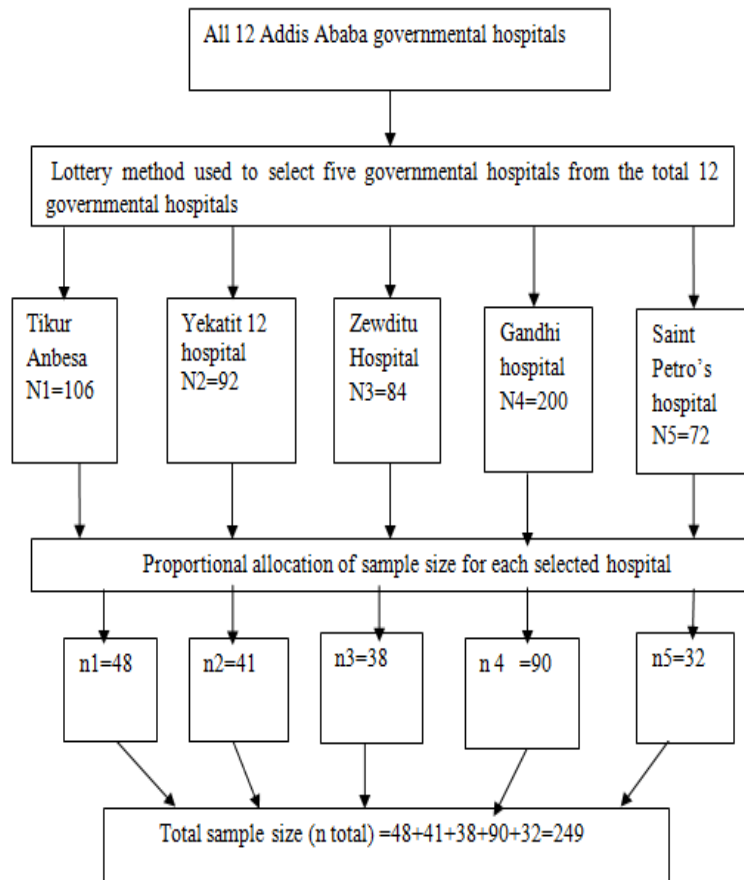 All 12 Addis Ababa governmental hospitals
Lottery method used to select five governmental hospitals from the total 12
governmental hospitals
Tikur
Anbesa
N1=106
Yekatit 12
hospital
N2=92
Zewditu
Hospital
N3=84
Gandhi
hospital
N4=200
Saint
Petro’s
hospital
N5=72
Proportional allocation of sample size for each selected hospital
n1=48
n2=41
n3=38
n 4 =90
n5=32
Total sample size (n total) =48+41+38+90+32=249